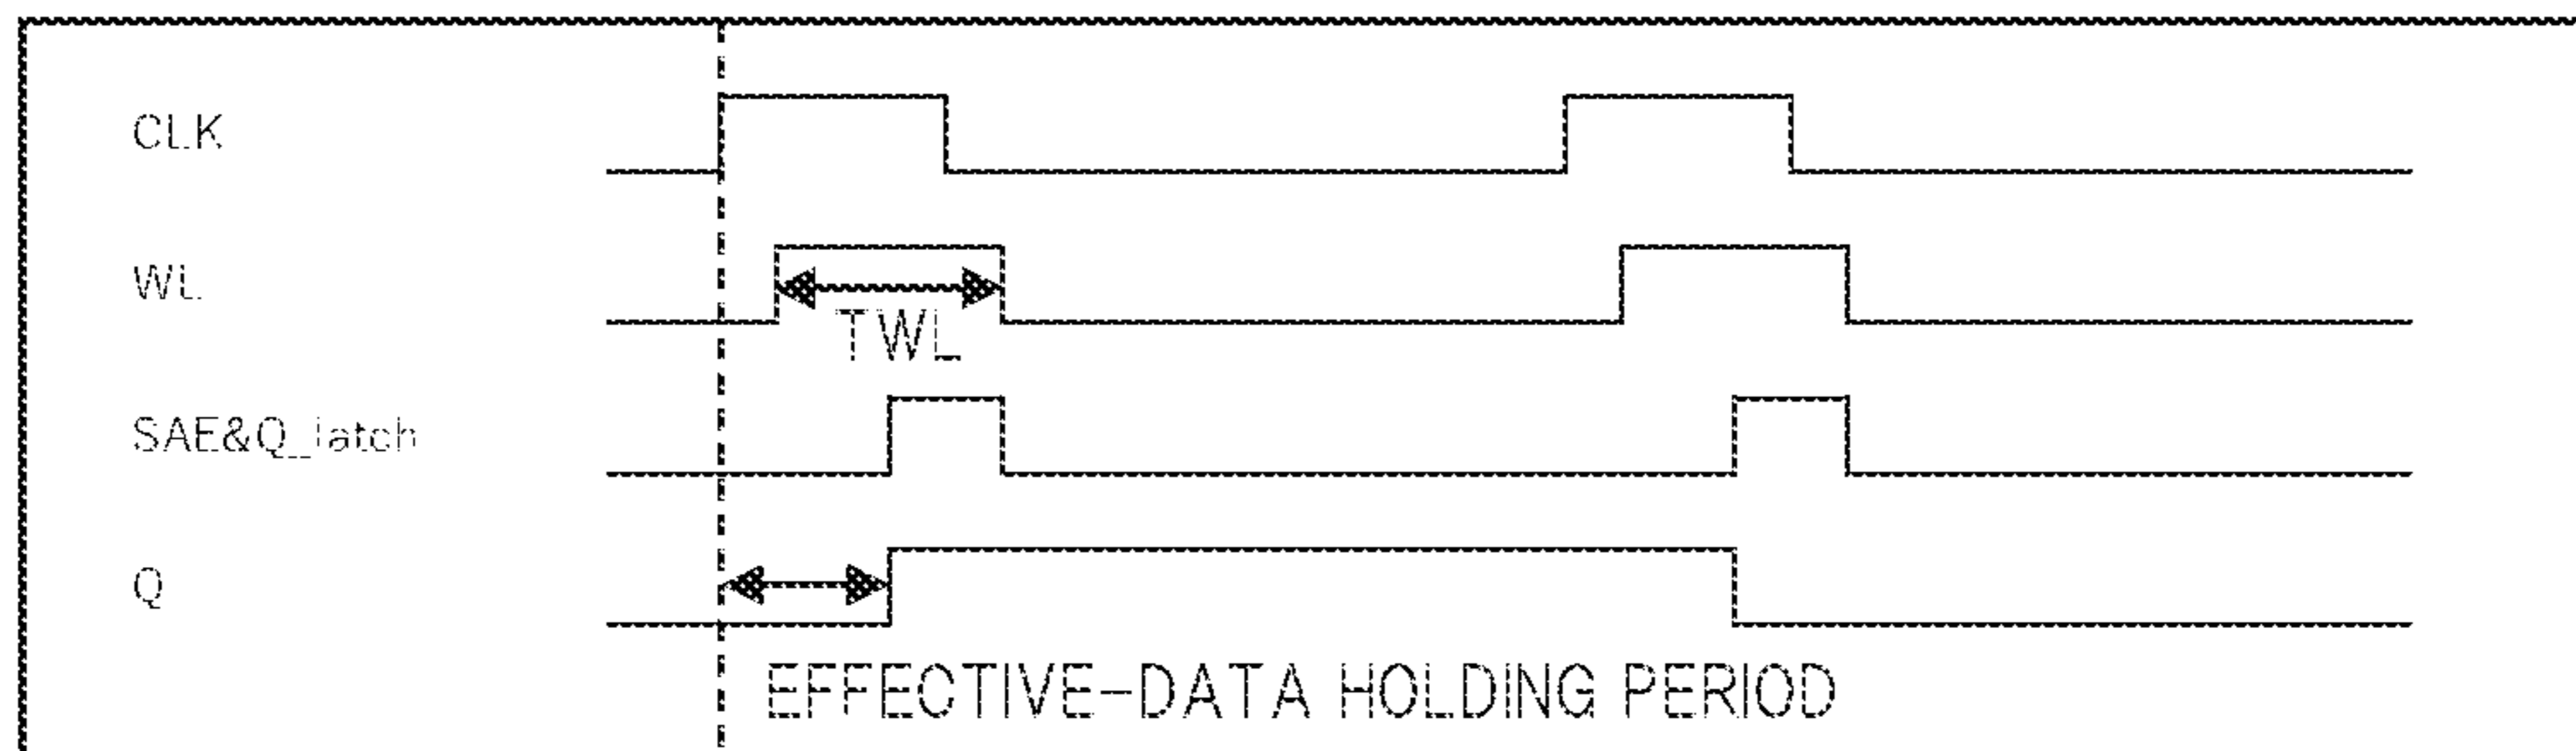 CLK
WL
TWL
SAE&Q_latch
Q
EFFECTIVE-DATA HOLDING PERIOD